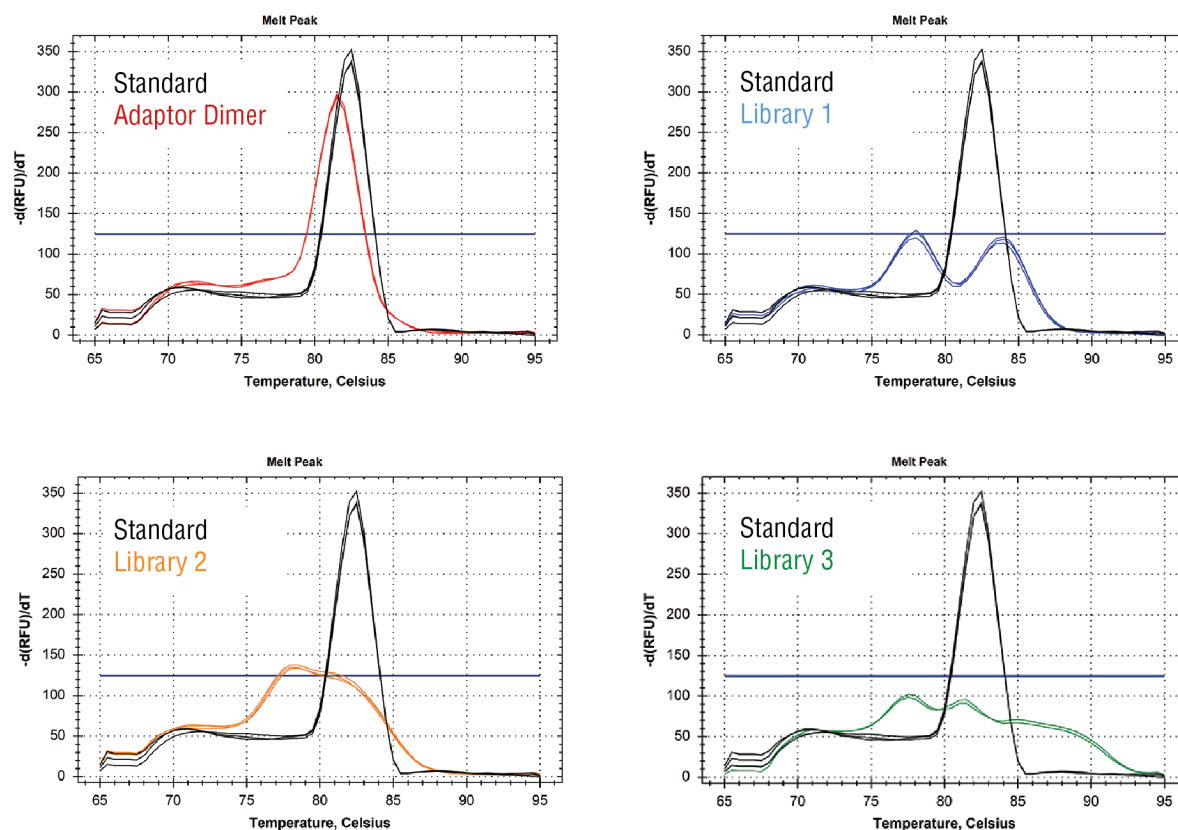 Melt Peak
350
300
250
200
150
100
50
0
-d(RFU)/dT
Standard
Adaptor Dimer
65 70 75 80 85 90 95
Temperature, Celsius
Melt Peak
350
300
250
200
150
100
50
0
-d(RFU)/dT
Standard
Library 1
65 70 75 80 85 90 95
Temperature, Celsius
Melt Peak
350
300
250
200
150
100
50
0
-d(RFU)/dT
Standard
Library 2
65 70 75 80 85 90 95
Temperature, Celsius
Melt Peak
350
300
250
200
150
100
50
0
-d(RFU)/dT
Standard
Library 3
65 70 75 80 85 90 95
Temperature, Celsius